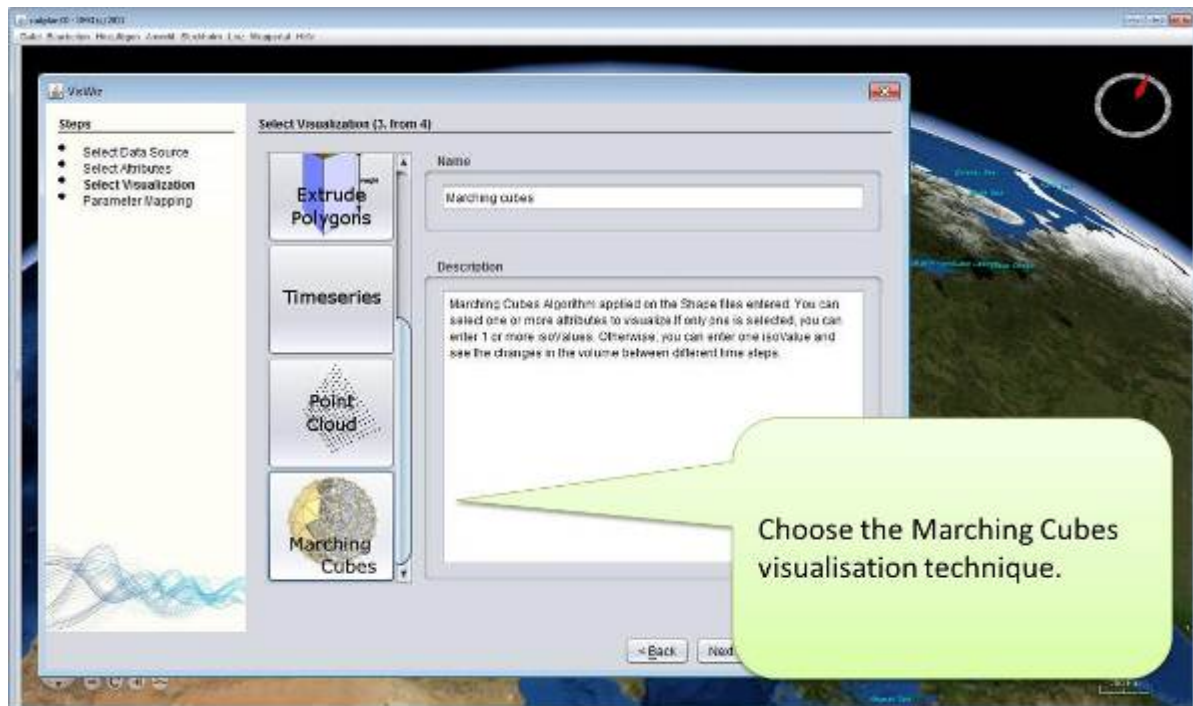 VisWiz
Steps
Select Data Source
Select Attributes
Select Visualization
Parameter Mapping
Select Visualization (3. from 4)
Extrude
Polygons
Timeseries
Point
Cloud
Marching
Cubes
Name
Marching cubes
Description
Marching Cubes Algorithm applied on the Shape files entered. You can
select one or more attributes to visualize.If only one is selected, you can
enter 1 or more isoValues. Otherwise, you can enter one isoValue and
see the changes in the volume between different time steps.
Choose the Marching Cubes
visualisation technique.
< Back
Next